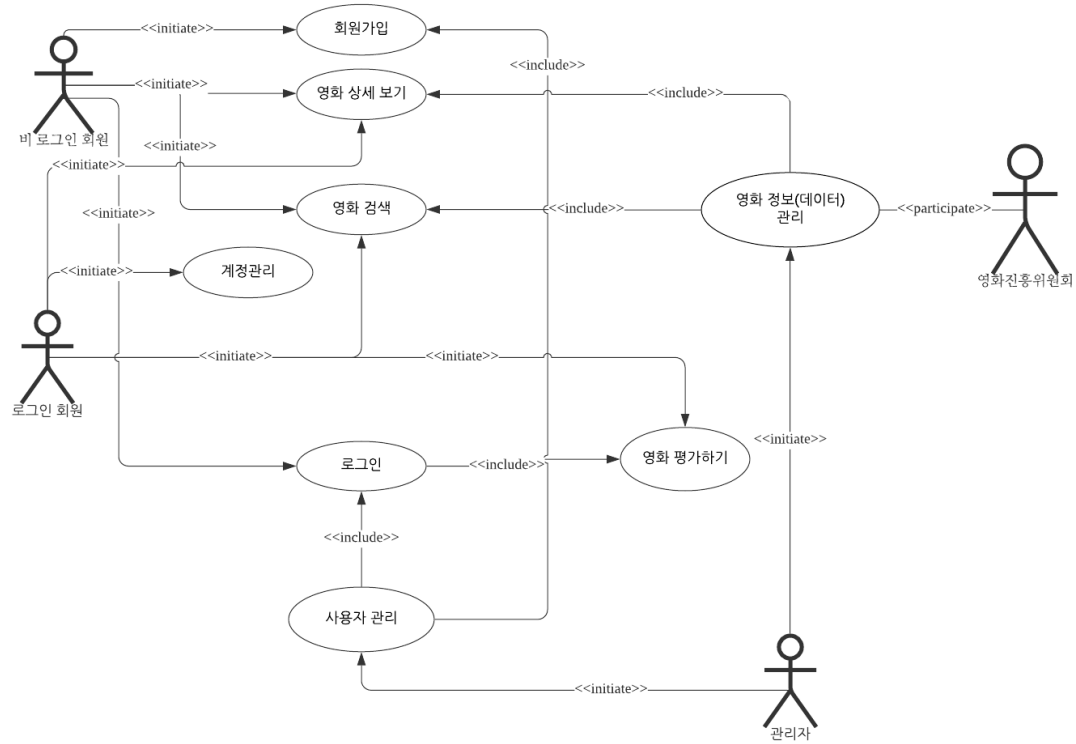 <<initiate>>
회원가입
<<include>>
<<initiate>>
영화 상세 보기
<<include>>
비 로그인 회원
<<initiate>>
<<initiate>>
영화 검색
<<include>>
영화 정보(데이터)
관리
<<participate>>
<<initiate>>
<<initiate>>
계정관리
영화진흥위원회
<<initiate>>
<<initiate>>
로그인 회원
<<initiate>>
로그인
<<include>>
영화 평가하기
<<include>>
사용자 관리
<<initiate>>
관리자